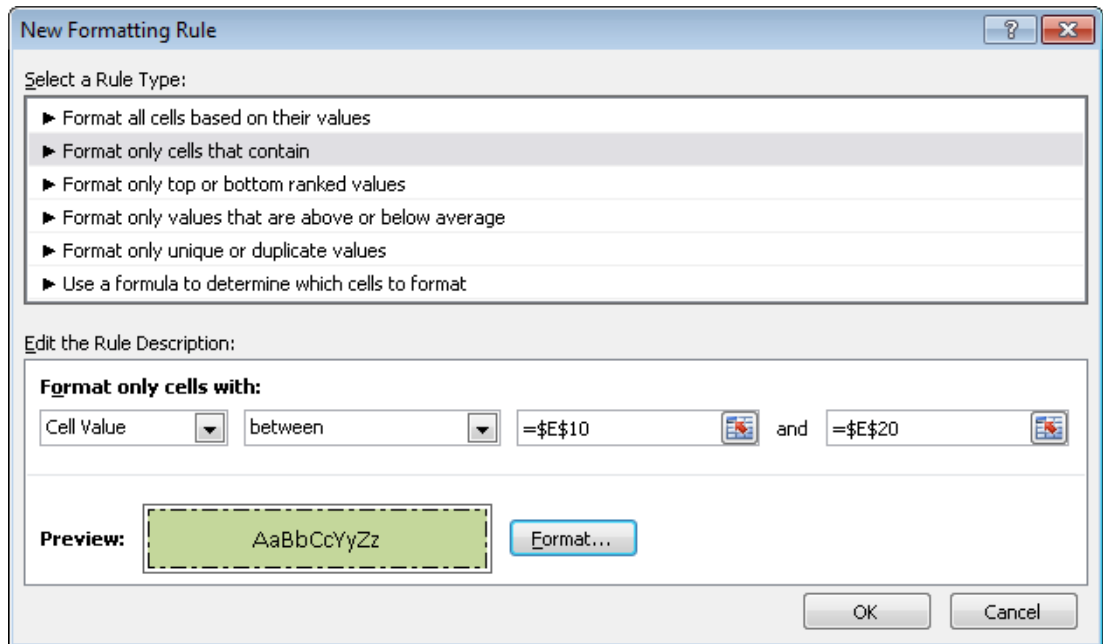 New Formatting Rule
Select a Rule Type:
► Format all cells based on their values
► Format only cells that contain
► Format only top or bottom ranked values
► Format only values that are above or below average
► Format only unique or duplicate values
► Use a formula to determine which cells to format
Edit the Rule Description:
Format only cells with:
Cell Value between =$E$10 and =$E$20
Preview: AaBbCcYyZz Format...
OK Cancel